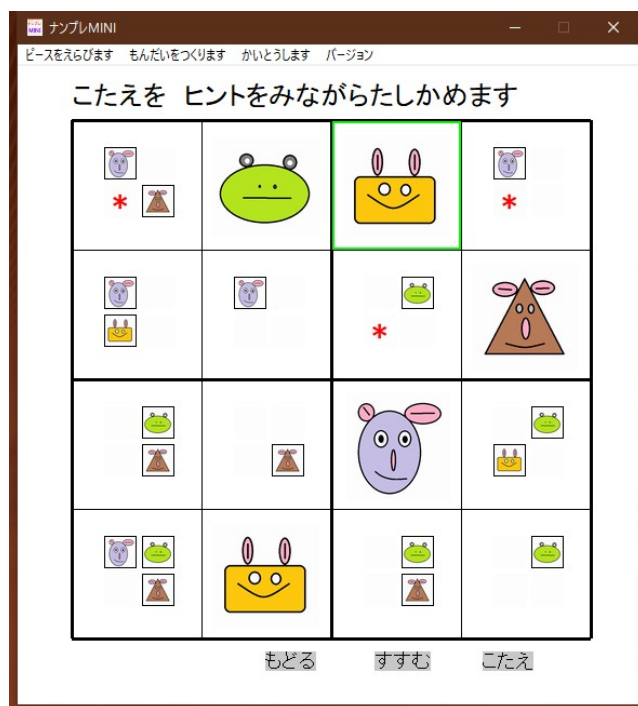 ナンプレMINI
ピースをえらびます もんだいをつくります かいとうします バージョン
こたえを ヒントをみながらたしかめます
* *
*
もどる すすむ こたえ